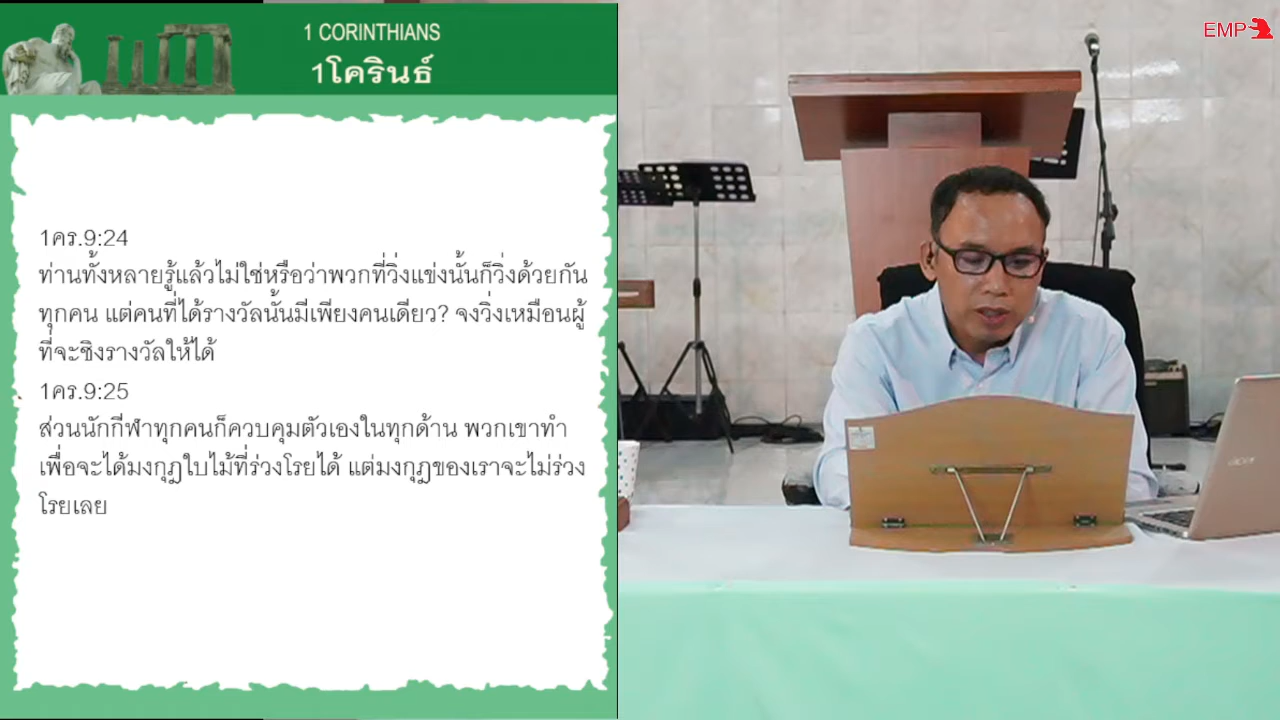 1 CORINTHIANS
1โครินธ์
1คร.9:24
ท่านทั้งหลายรู้แล้วไม่ใช่หรือว่าพวกที่วิ่งแข่งนั้นก็วิ่งด้วยกัน
ทุกคน แต่คนที่ได้รางวัลนั้นมีเพียงคนเดียว? จงวิ่งเหมือนผู้
ที่จะชิงรางวัลให้ได้
1คร.9:25
ส่วนนักกีฬาทุกคนก็ควบคุมตัวเองในทุกด้าน พวกเขาทำ
เพื่อจะได้มงกุฎใบไม้ที่ร่วงโรยได้ แต่มงกุฎของเราจะไม่ร่วง
โรยเลย
EMP
acer